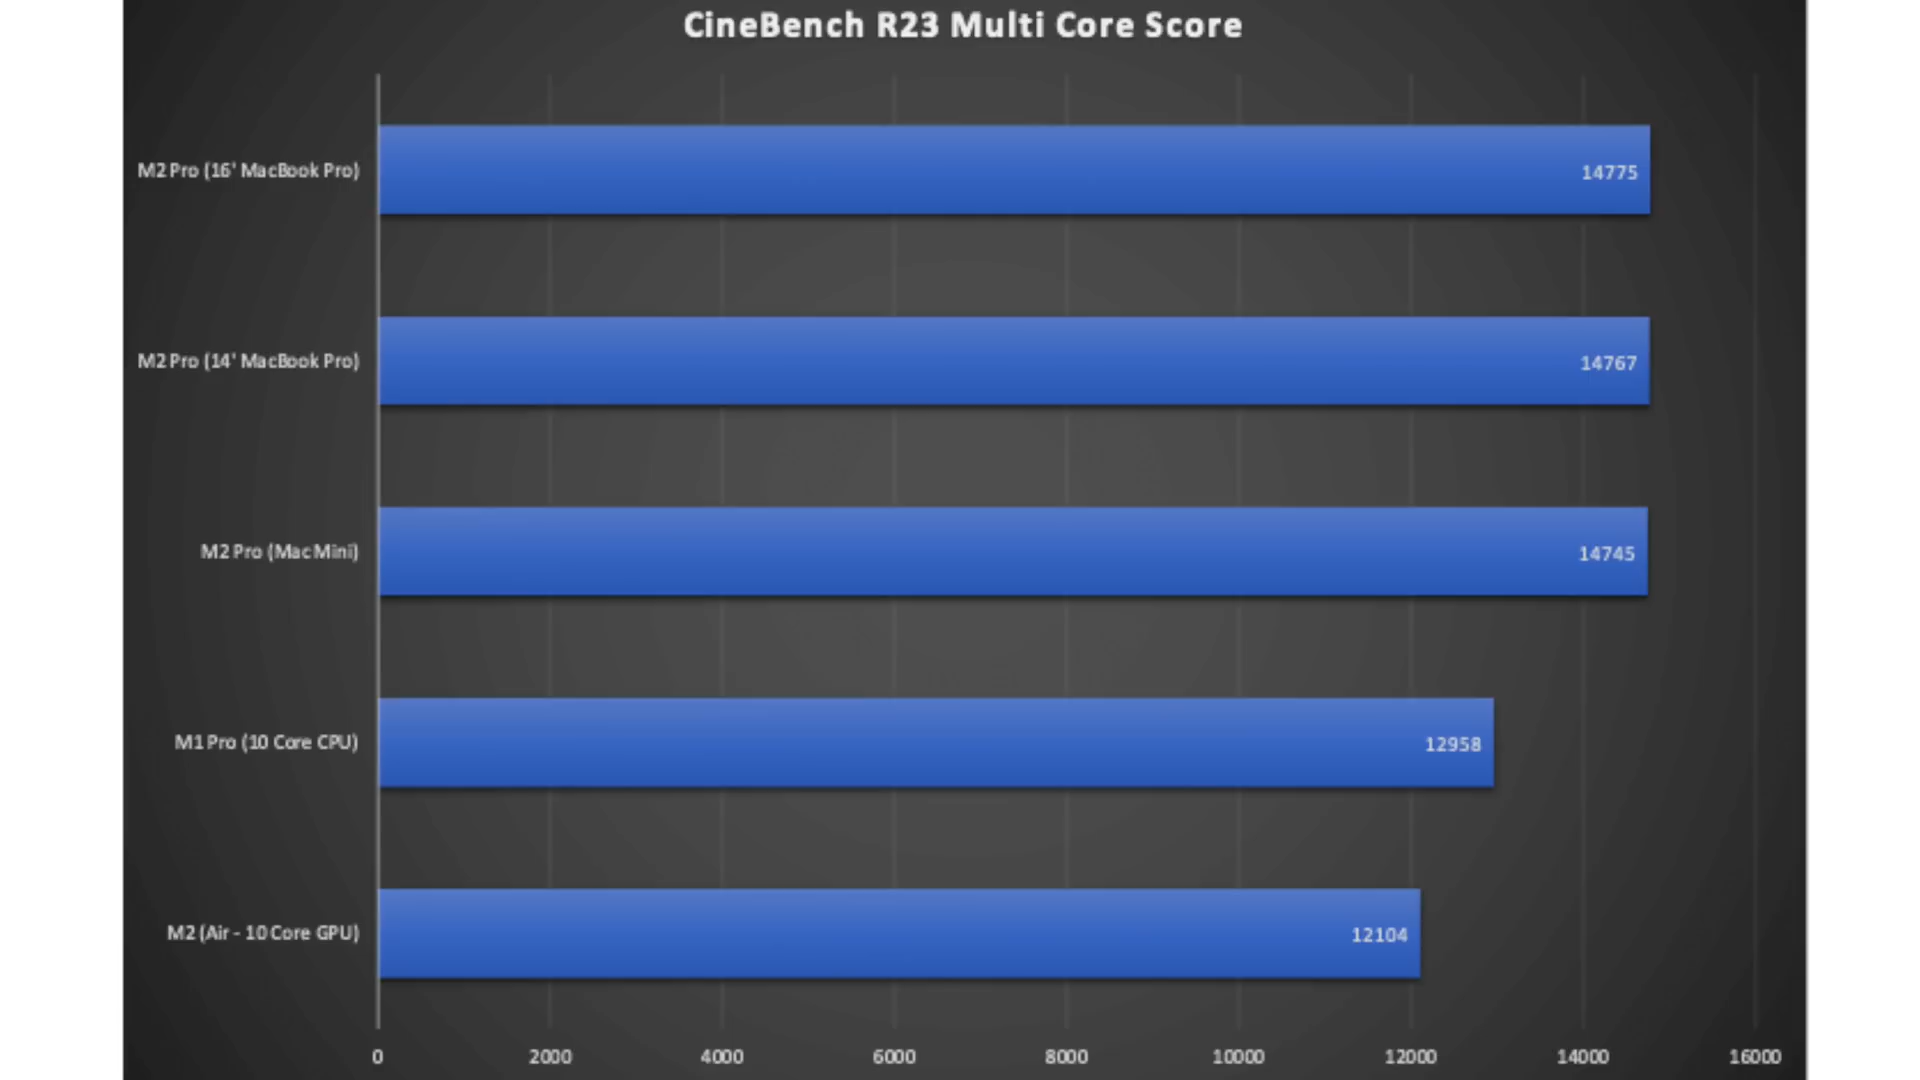 CineBench R23 Multi Core Score
M2 Pro (16' MacBook Pro)
14775
M2 Pro (14' MacBook Pro)
14767
M2 Pro (Mac Mini)
14745
M1 Pro (10 Core CPU)
12958
M2 (Air - 10 Core GPU)
12104
0 2000 4000 6000 8000 10000 12000 14000 16000